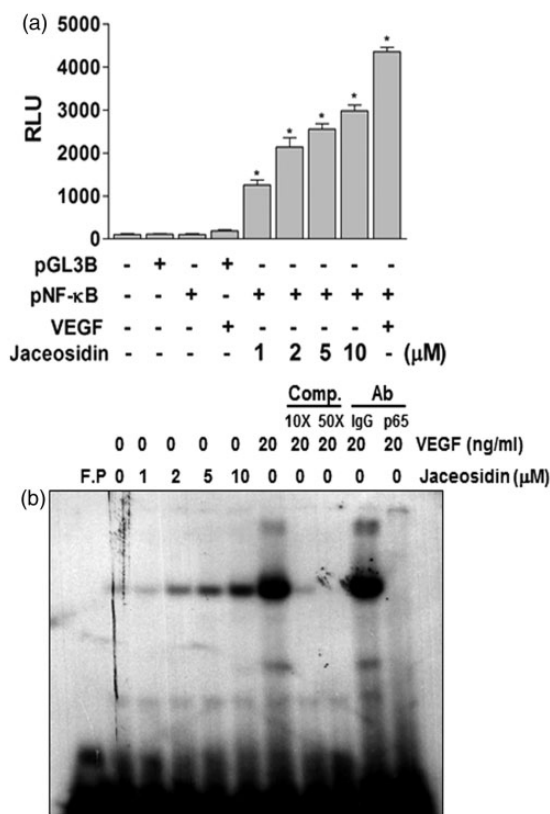 (a)
RLU
5000
4000
3000
2000
1000
0
* * * * *
pGL3B - + - + - - - - -
pNF-κB - - + - + + + + +
VEGF - - - + - - - - +
Jaceosidin - - - - 1 2 5 10 - (μM)
Comp. Ab
10X 50X IgG p65
0 0 0 0 0 20 20 20 20 20 VEGF (ng/ml)
F.P 0 1 2 5 10 0 0 0 0 0 Jaceosidin (μM)
(b)